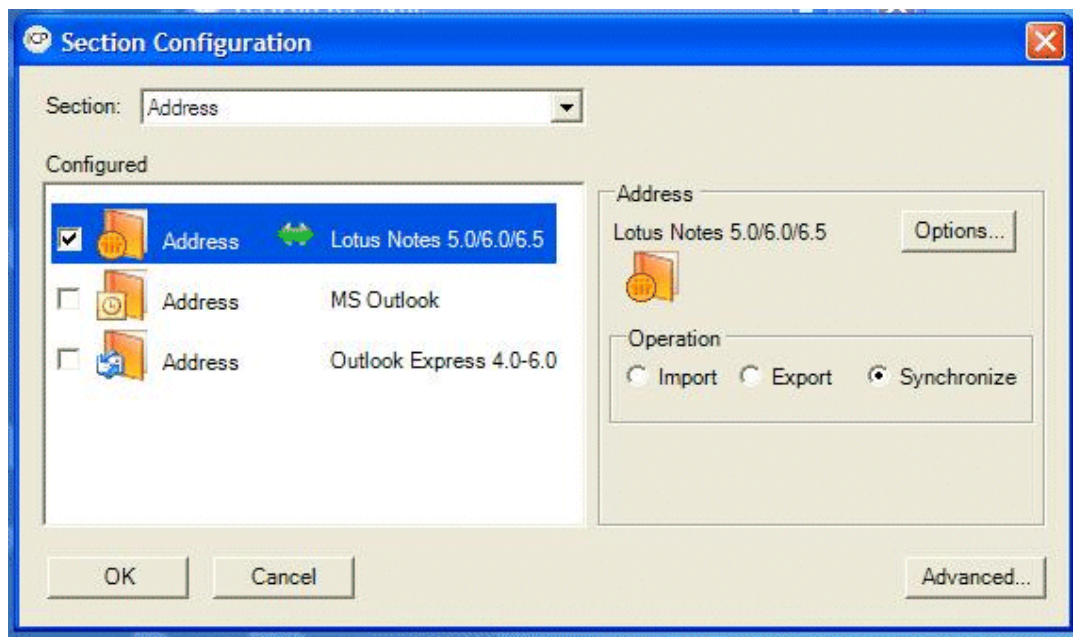 Section Configuration
Section: Address
Configured
Address Lotus Notes 5.0/6.0/6.5
Address MS Outlook
Address Outlook Express 4.0-6.0
Address
Lotus Notes 5.0/6.0/6.5 Options...
Operation
Import Export Synchronize
OK Cancel Advanced...